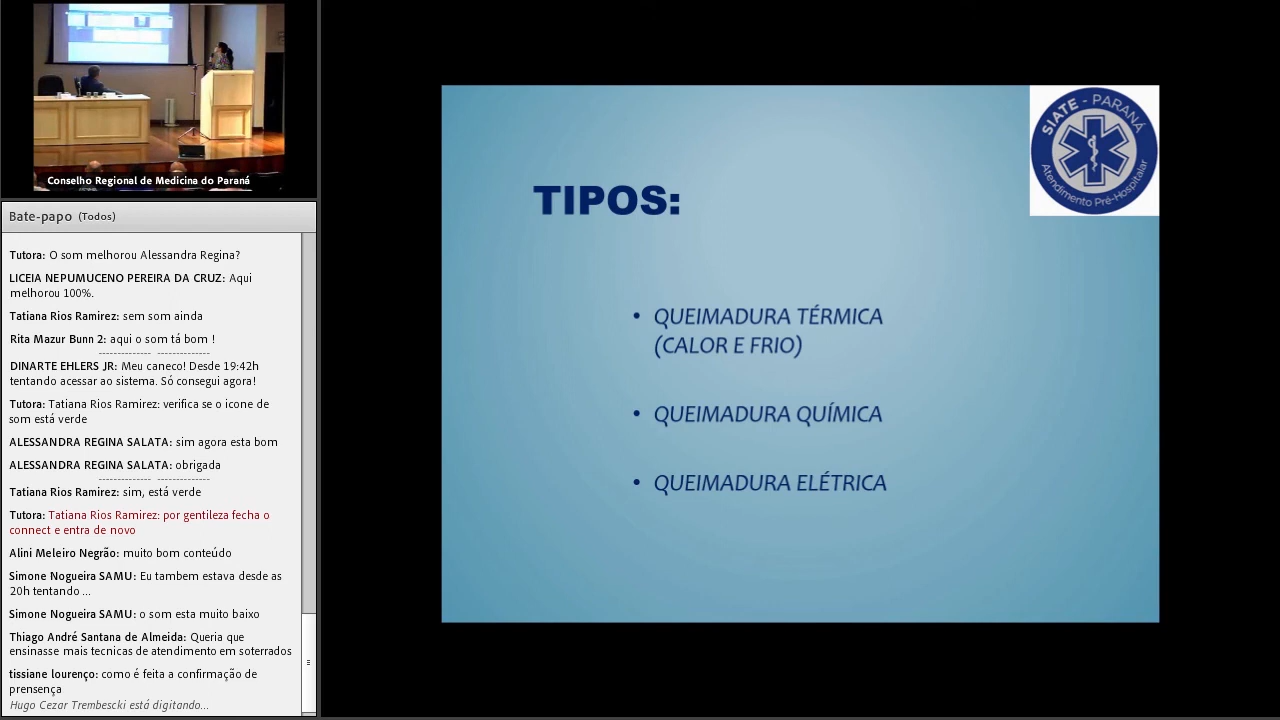 Conselho Regional de Medicina do Paraná
Bate-papo (Todos)
Tutora: O som melhorou Alessandra Regina?
LICEIA NEPUMUCENO PEREIRA DA CRUZ: Aqui
melhorou 100%.
Tatiana Rios Ramirez: sem som ainda
Rita Mazur Bunn 2: aqui o som tá bom !
-------------- --------------
DINARTE EHLERS JR: Meu caneco! Desde 19:42h
tentando acessar ao sistema. Só consegui agora!
Tutora: Tatiana Rios Ramirez: verifica se o icone de
som está verde
ALESSANDRA REGINA SALATA: sim agora esta bom
ALESSANDRA REGINA SALATA: obrigada
-------------- --------------
Tatiana Rios Ramirez: sim, está verde
Tutora: Tatiana Rios Ramirez: por gentileza fecha o
connect e entra de novo
Alini Meleiro Negrão: muito bom conteúdo
Simone Nogueira SAMU: Eu tambem estava desde as
20h tentando ...
Simone Nogueira SAMU: o som esta muito baixo
Thiago André Santana de Almeida: Queria que
ensinasse mais tecnicas de atendimento em soterrados
tissiane lourenço: como é feita a confirmação de
prensença
Hugo Cezar Trembescki está digitando...
SIATE - PARANÁ
Atendimento Pré-Hospitalar
TIPOS:
• QUEIMADURA TÉRMICA
(CALOR E FRIO)
• QUEIMADURA QUÍMICA
• QUEIMADURA ELÉTRICA